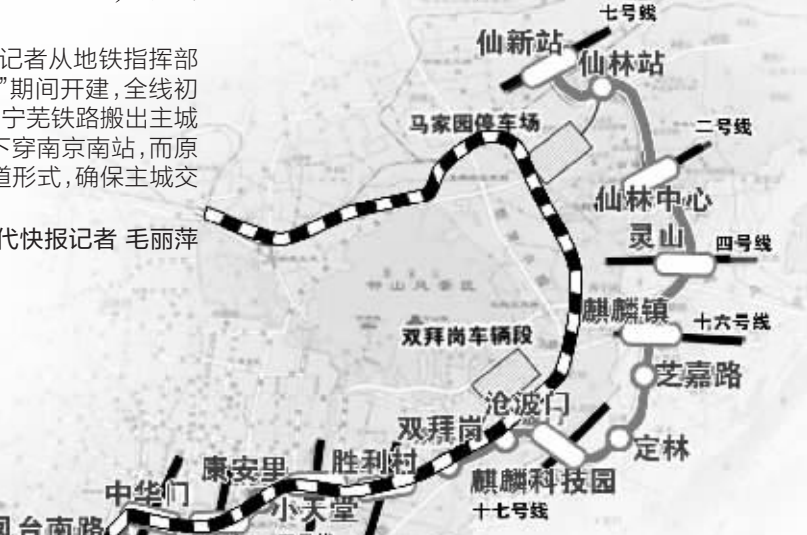 记者从地铁指挥部
”期间开建，全线初
宁芜铁路搬出主城
下穿南京南站，而原
道形式，确保主城交
代快报记者 毛丽萍
七号线
仙新站
仙林站
马家园停车场
二号线
仙林中心
灵山
四号线
麒麟镇
十六号线
双拜岗车辆段
芝嘉路
沧波门
双拜岗
定林
胜利村
康安里
麒麟科技园
中华门
小天堂
十七号线
凤台南路